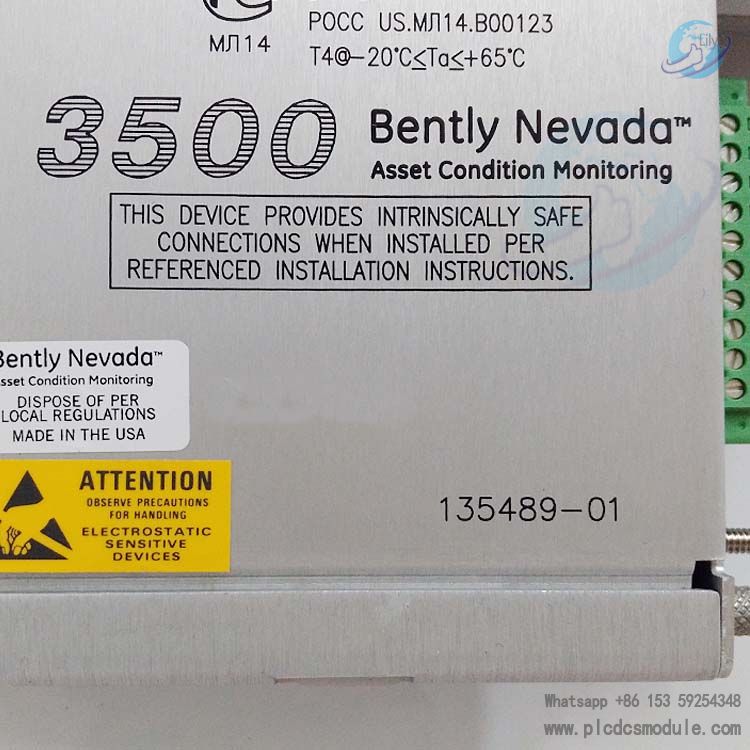 МЛ14
РОСС US.МЛ14.В00123
T4@-20°C≤Ta≤+65°C
3500
Bently Nevada™
Asset Condition Monitoring
THIS DEVICE PROVIDES INTRINSICALLY SAFE
CONNECTIONS WHEN INSTALLED PER
REFERENCED INSTALLATION INSTRUCTIONS.
Bently Nevada™
Asset Condition Monitoring
DISPOSE OF PER
LOCAL REGULATIONS
MADE IN THE USA
ATTENTION
OBSERVE PRECAUTIONS
FOR HANDLING
ELECTROSTATIC
SENSITIVE
DEVICES
135489-01
Whatsapp +86 153 59254348
www.plcdcsmodule.com